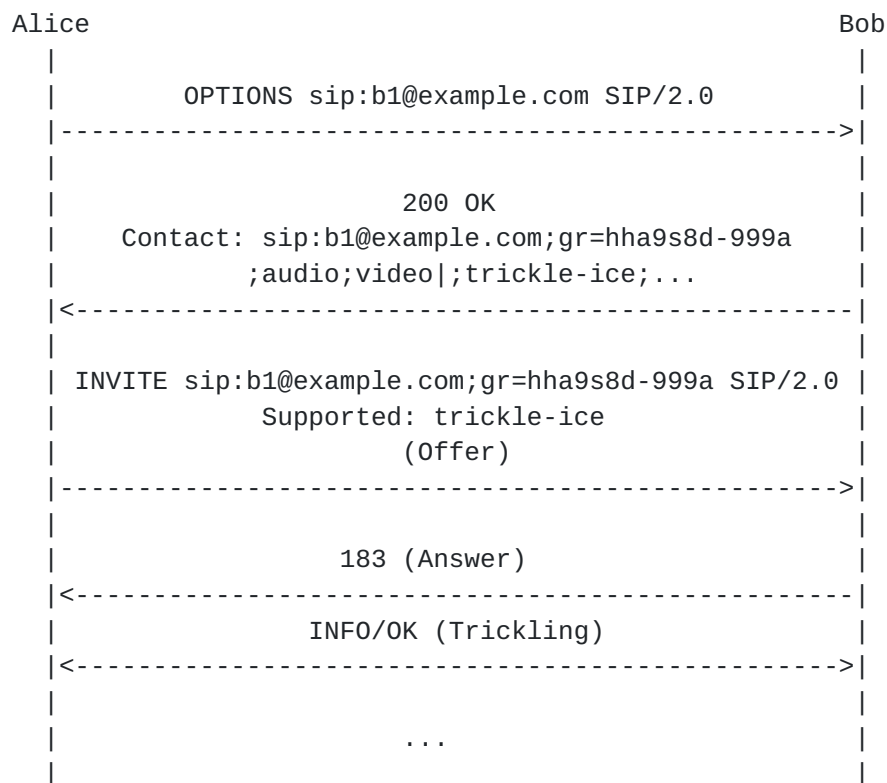 Alice Bob
OPTIONS sip:b1@example.com SIP/2.0
200 OK
Contact: sip:b1@example.com;gr=hha9s8d-999a
;audio;video|;trickle-ice;...
INVITE sip:b1@example.com;gr=hha9s8d-999a SIP/2.0
Supported: trickle-ice
(Offer)
183 (Answer)
INFO/OK (Trickling)
...